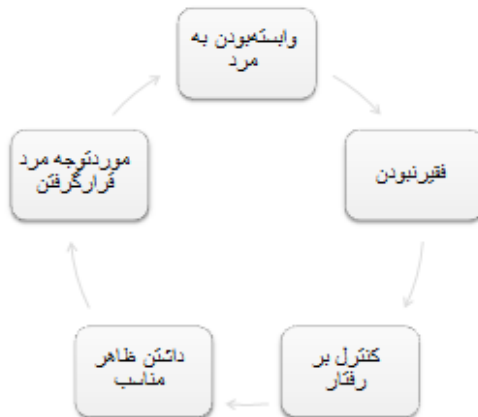 وابسته‌بودن به
مرد
فقیرنبودن
کنترل بر
رفتار
داشتن ظاهر
مناسب
موردتوجه مرد
قرارگرفتن